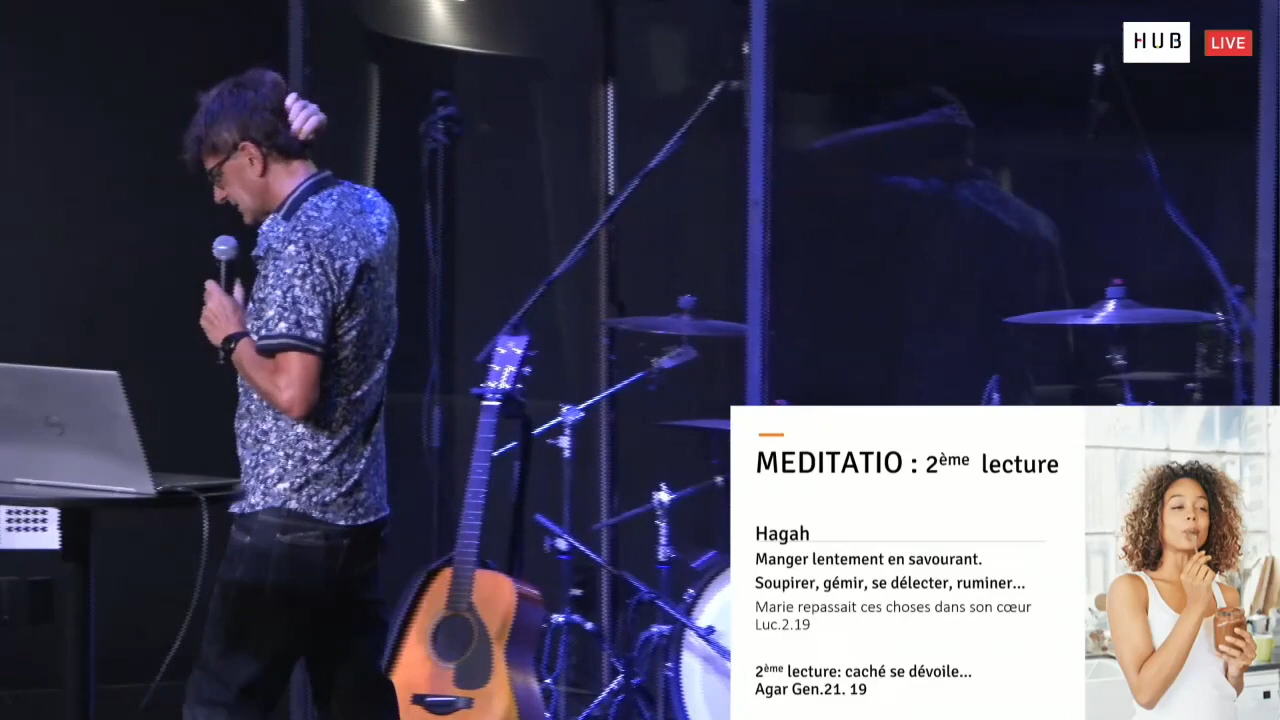 HUB
LIVE
MEDITATIO : 2ème lecture
Hagah
Manger lentement en savourant.
Soupirer, gémir, se délecter, ruminer...
Marie repassait ces choses dans son cœur
Luc.2.19
2ème lecture: caché se dévoile...
Agar Gen.21. 19